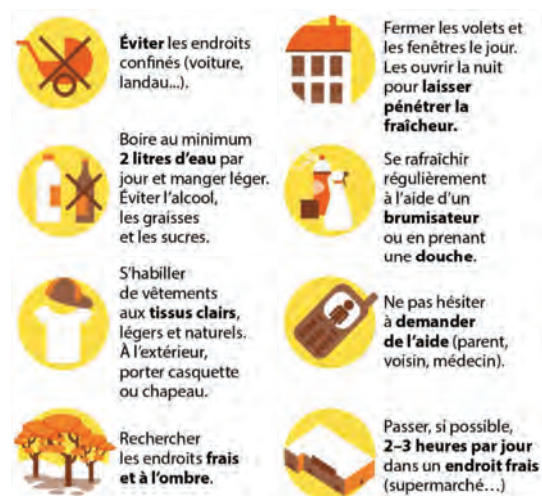 Éviter les endroits
confinés (voiture,
landau...).
Fermer les volets et
les fenêtres le jour.
Les ouvrir la nuit
pour laisser
pénétrer la
fraîcheur.
Boire au minimum
2 litres d'eau par
jour et manger léger.
Éviter l'alcool,
les graisses
et les sucres.
Se rafraîchir
régulièrement
à l'aide d'un
brumisateur
ou en prenant
une douche.
S'habiller
de vêtements
aux tissus clairs,
légers et naturels.
À l'extérieur,
porter casquette
ou chapeau.
Ne pas hésiter
à demander
de l'aide (parent,
voisin, médecin).
Rechercher
les endroits frais
et à l'ombre.
Passer, si possible,
2–3 heures par jour
dans un endroit frais
(supermarché…)